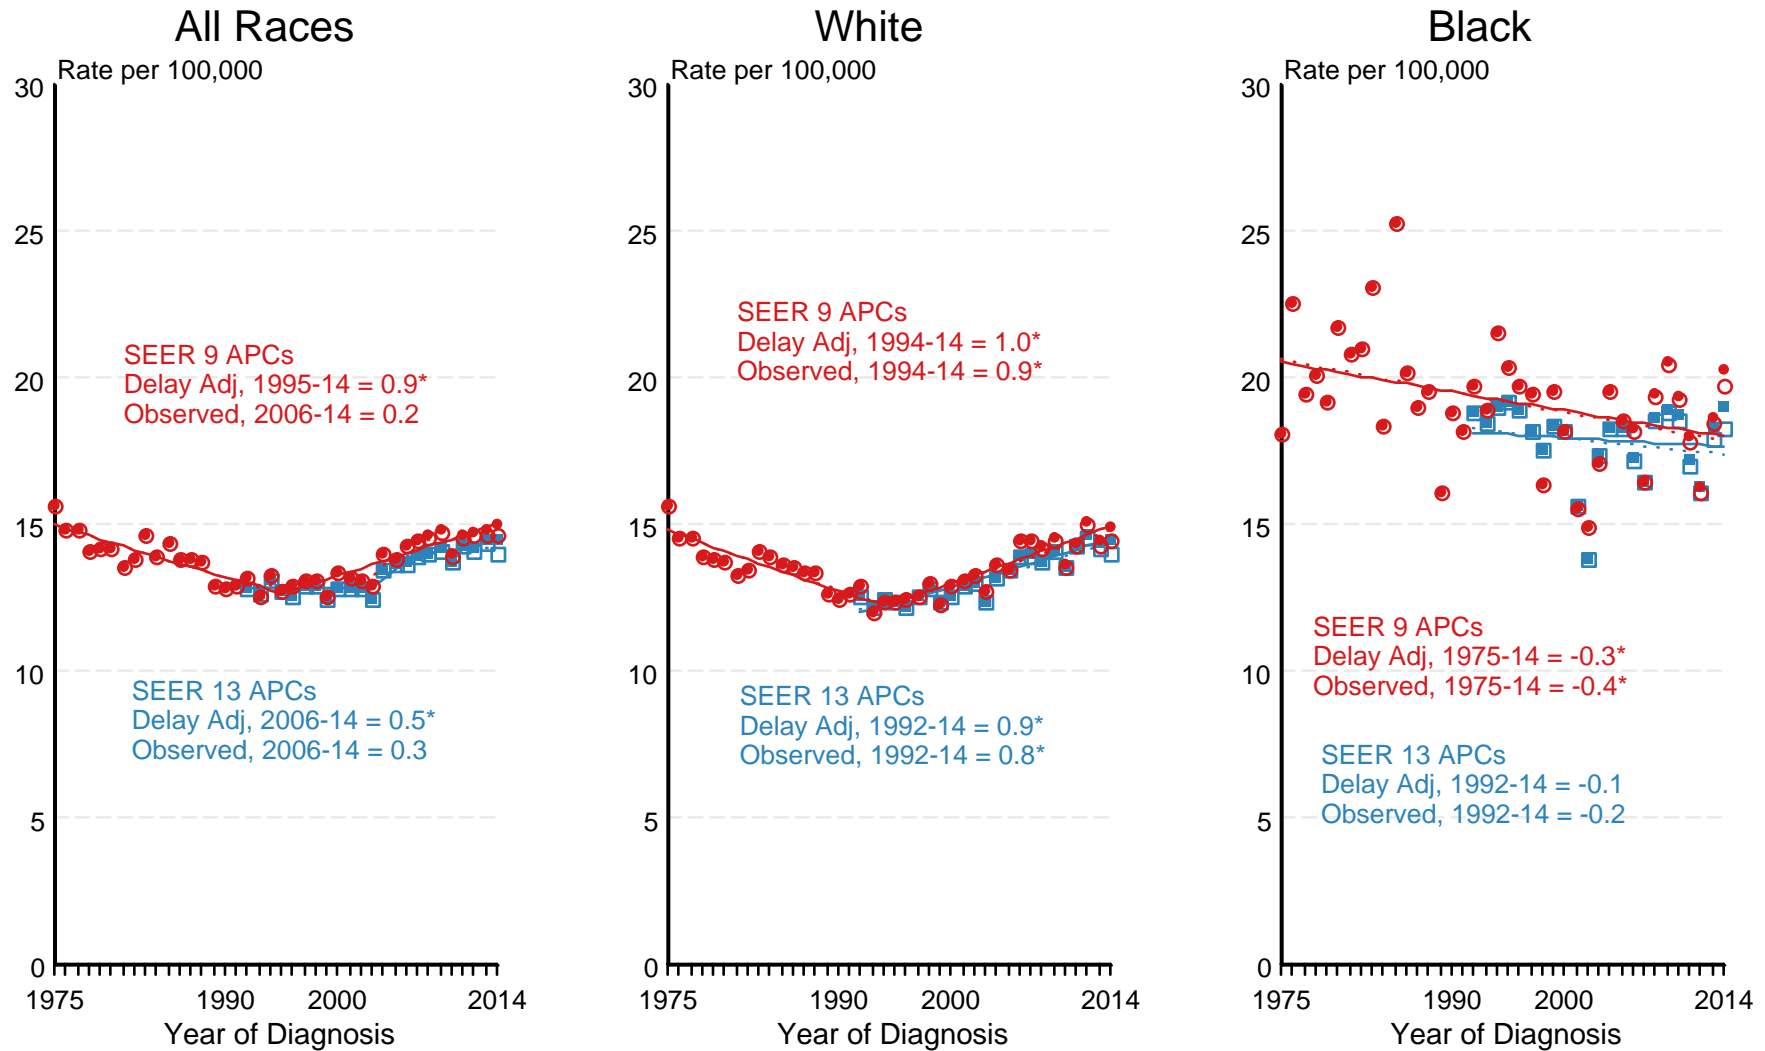 All Races
Rate per 100,000
30
25
20
15
10
5
0
SEER 9 APCs
Delay Adj, 1995-14 = 0.9*
Observed, 2006-14 = 0.2
SEER 13 APCs
Delay Adj, 2006-14 = 0.5*
Observed, 2006-14 = 0.3
1975 1990 2000 2014
Year of Diagnosis
White
Rate per 100,000
30
25
20
15
10
5
0
SEER 9 APCs
Delay Adj, 1994-14 = 1.0*
Observed, 1994-14 = 0.9*
SEER 13 APCs
Delay Adj, 1992-14 = 0.9*
Observed, 1992-14 = 0.8*
1975 1990 2000 2014
Year of Diagnosis
Black
Rate per 100,000
30
25
20
15
10
5
0
SEER 9 APCs
Delay Adj, 1975-14 = -0.3*
Observed, 1975-14 = -0.4*
SEER 13 APCs
Delay Adj, 1992-14 = -0.1
Observed, 1992-14 = -0.2
1975 1990 2000 2014
Year of Diagnosis